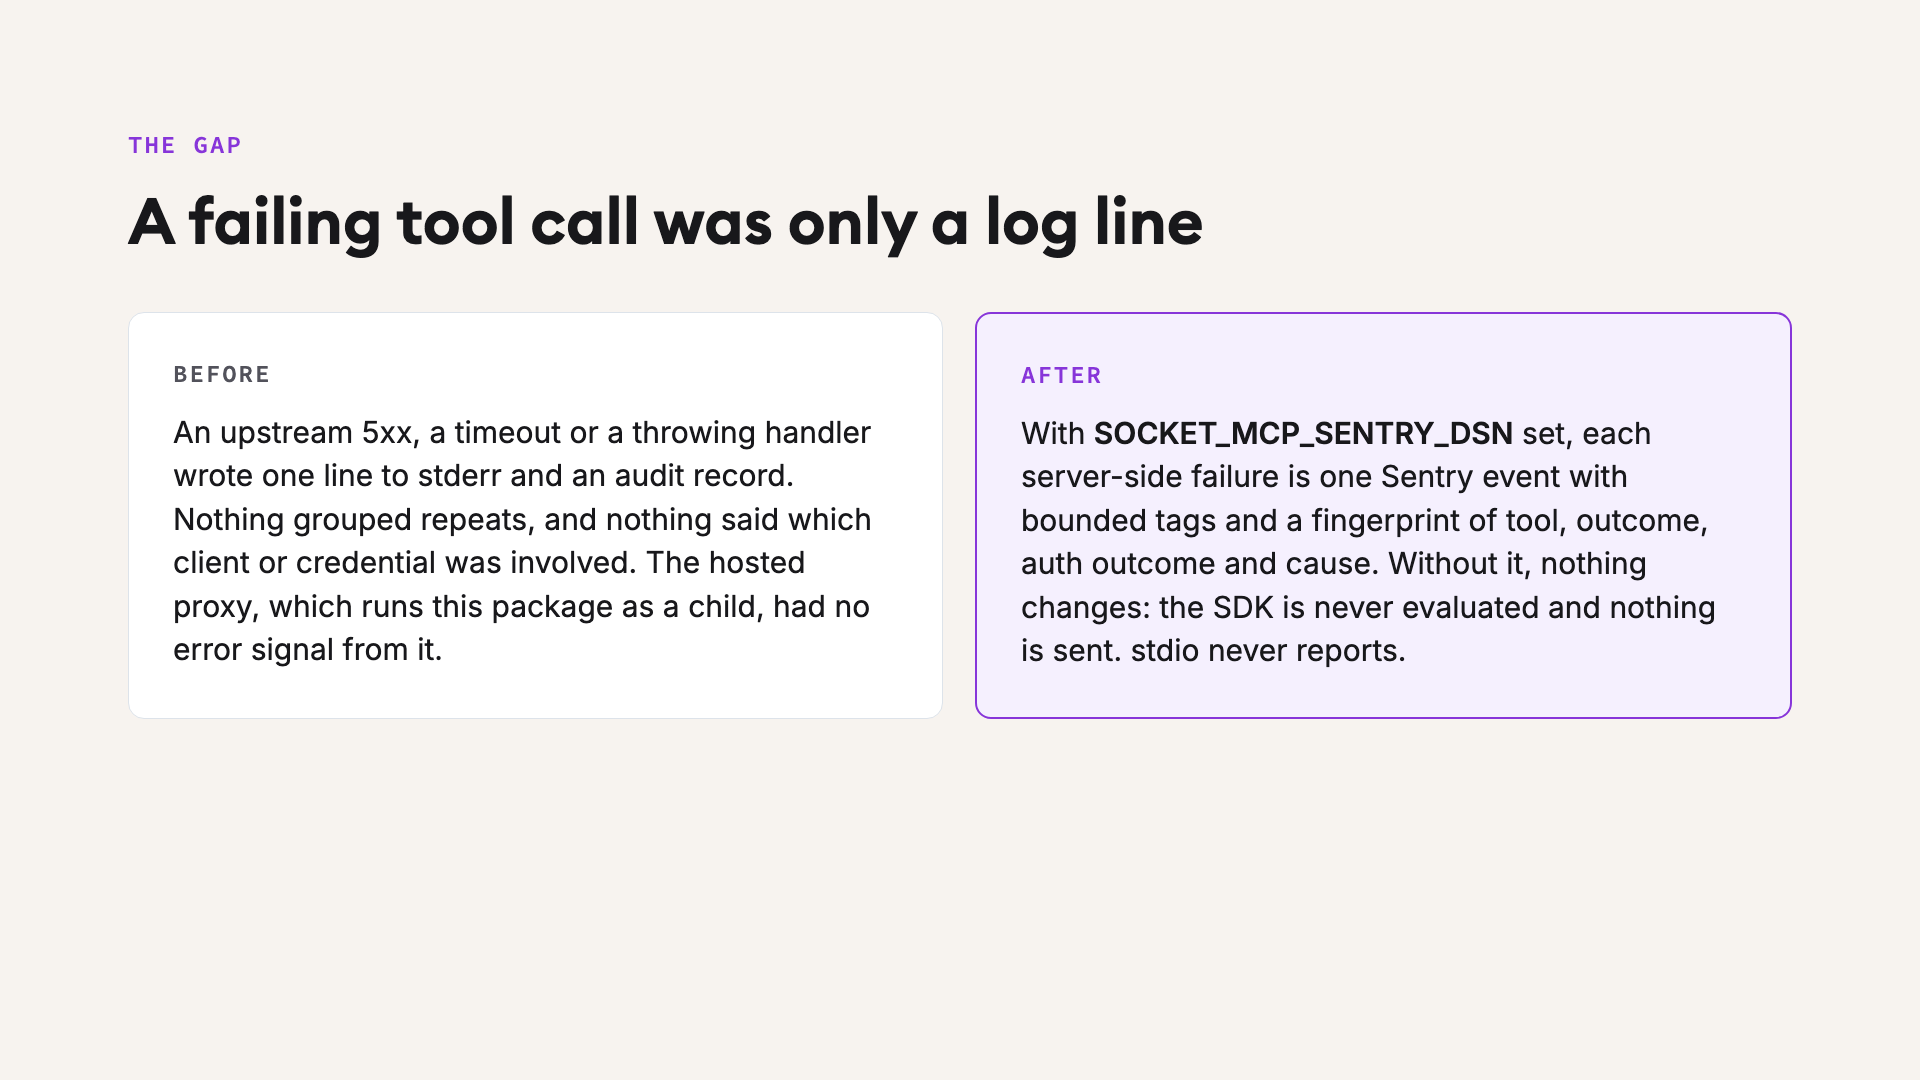 THE GAP
A failing tool call was only a log line
BEFORE
An upstream 5xx, a timeout or a throwing handler
wrote one line to stderr and an audit record.
Nothing grouped repeats, and nothing said which
client or credential was involved. The hosted
proxy, which runs this package as a child, had no
error signal from it.
AFTER
With SOCKET_MCP_SENTRY_DSN set, each
server-side failure is one Sentry event with
bounded tags and a fingerprint of tool, outcome,
auth outcome and cause. Without it, nothing
changes: the SDK is never evaluated and nothing
is sent. stdio never reports.